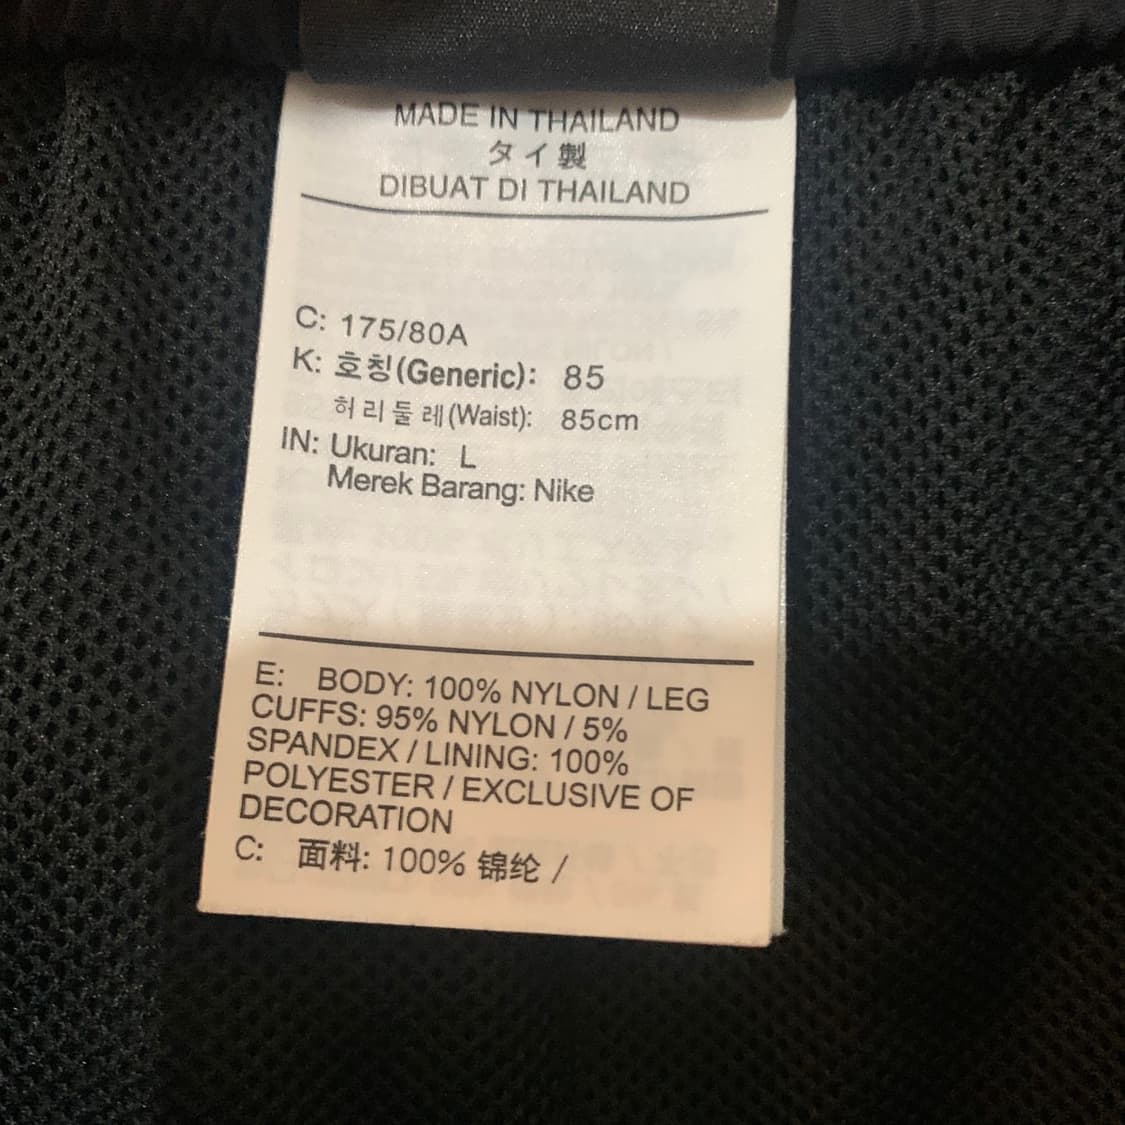 MADE IN THAILAND
タイ製
DIBUAT DI THAILAND
C: 175/80A
K: 호칭(Generic): 85
허리둘레(Waist): 85cm
IN: Ukuran: L
Merek Barang: Nike
E: BODY: 100% NYLON / LEG
CUFFS: 95% NYLON / 5%
SPANDEX / LINING: 100%
POLYESTER / EXCLUSIVE OF
DECORATION
C: 面料: 100% 锦纶 /